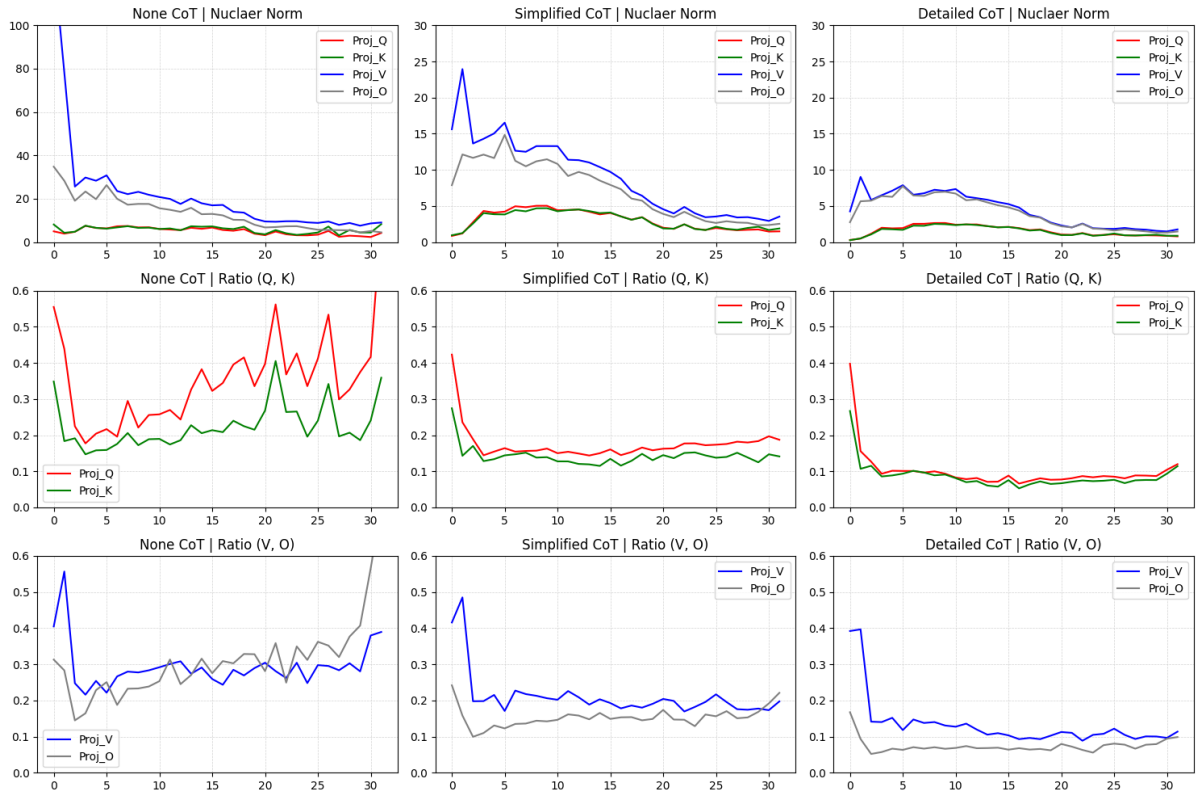 None CoT | Nuclaer Norm
100
80
60
40
20
0
0 5 10 15 20 25 30
Proj_Q
Proj_K
Proj_V
Proj_O
Simplified CoT | Nuclaer Norm
30
25
20
15
10
5
0
0 5 10 15 20 25 30
Proj_Q
Proj_K
Proj_V
Proj_O
Detailed CoT | Nuclaer Norm
30
25
20
15
10
5
0
0 5 10 15 20 25 30
Proj_Q
Proj_K
Proj_V
Proj_O
None CoT | Ratio (Q, K)
0.6
0.5
0.4
0.3
0.2
0.1
0.0
0 5 10 15 20 25 30
Proj_Q
Proj_K
Simplified CoT | Ratio (Q, K)
0.6
0.5
0.4
0.3
0.2
0.1
0.0
0 5 10 15 20 25 30
Proj_Q
Proj_K
Detailed CoT | Ratio (Q, K)
0.6
0.5
0.4
0.3
0.2
0.1
0.0
0 5 10 15 20 25 30
Proj_Q
Proj_K
None CoT | Ratio (V, O)
0.6
0.5
0.4
0.3
0.2
0.1
0.0
0 5 10 15 20 25 30
Proj_V
Proj_O
Simplified CoT | Ratio (V, O)
0.6
0.5
0.4
0.3
0.2
0.1
0.0
0 5 10 15 20 25 30
Proj_V
Proj_O
Detailed CoT | Ratio (V, O)
0.6
0.5
0.4
0.3
0.2
0.1
0.0
0 5 10 15 20 25 30
Proj_V
Proj_O